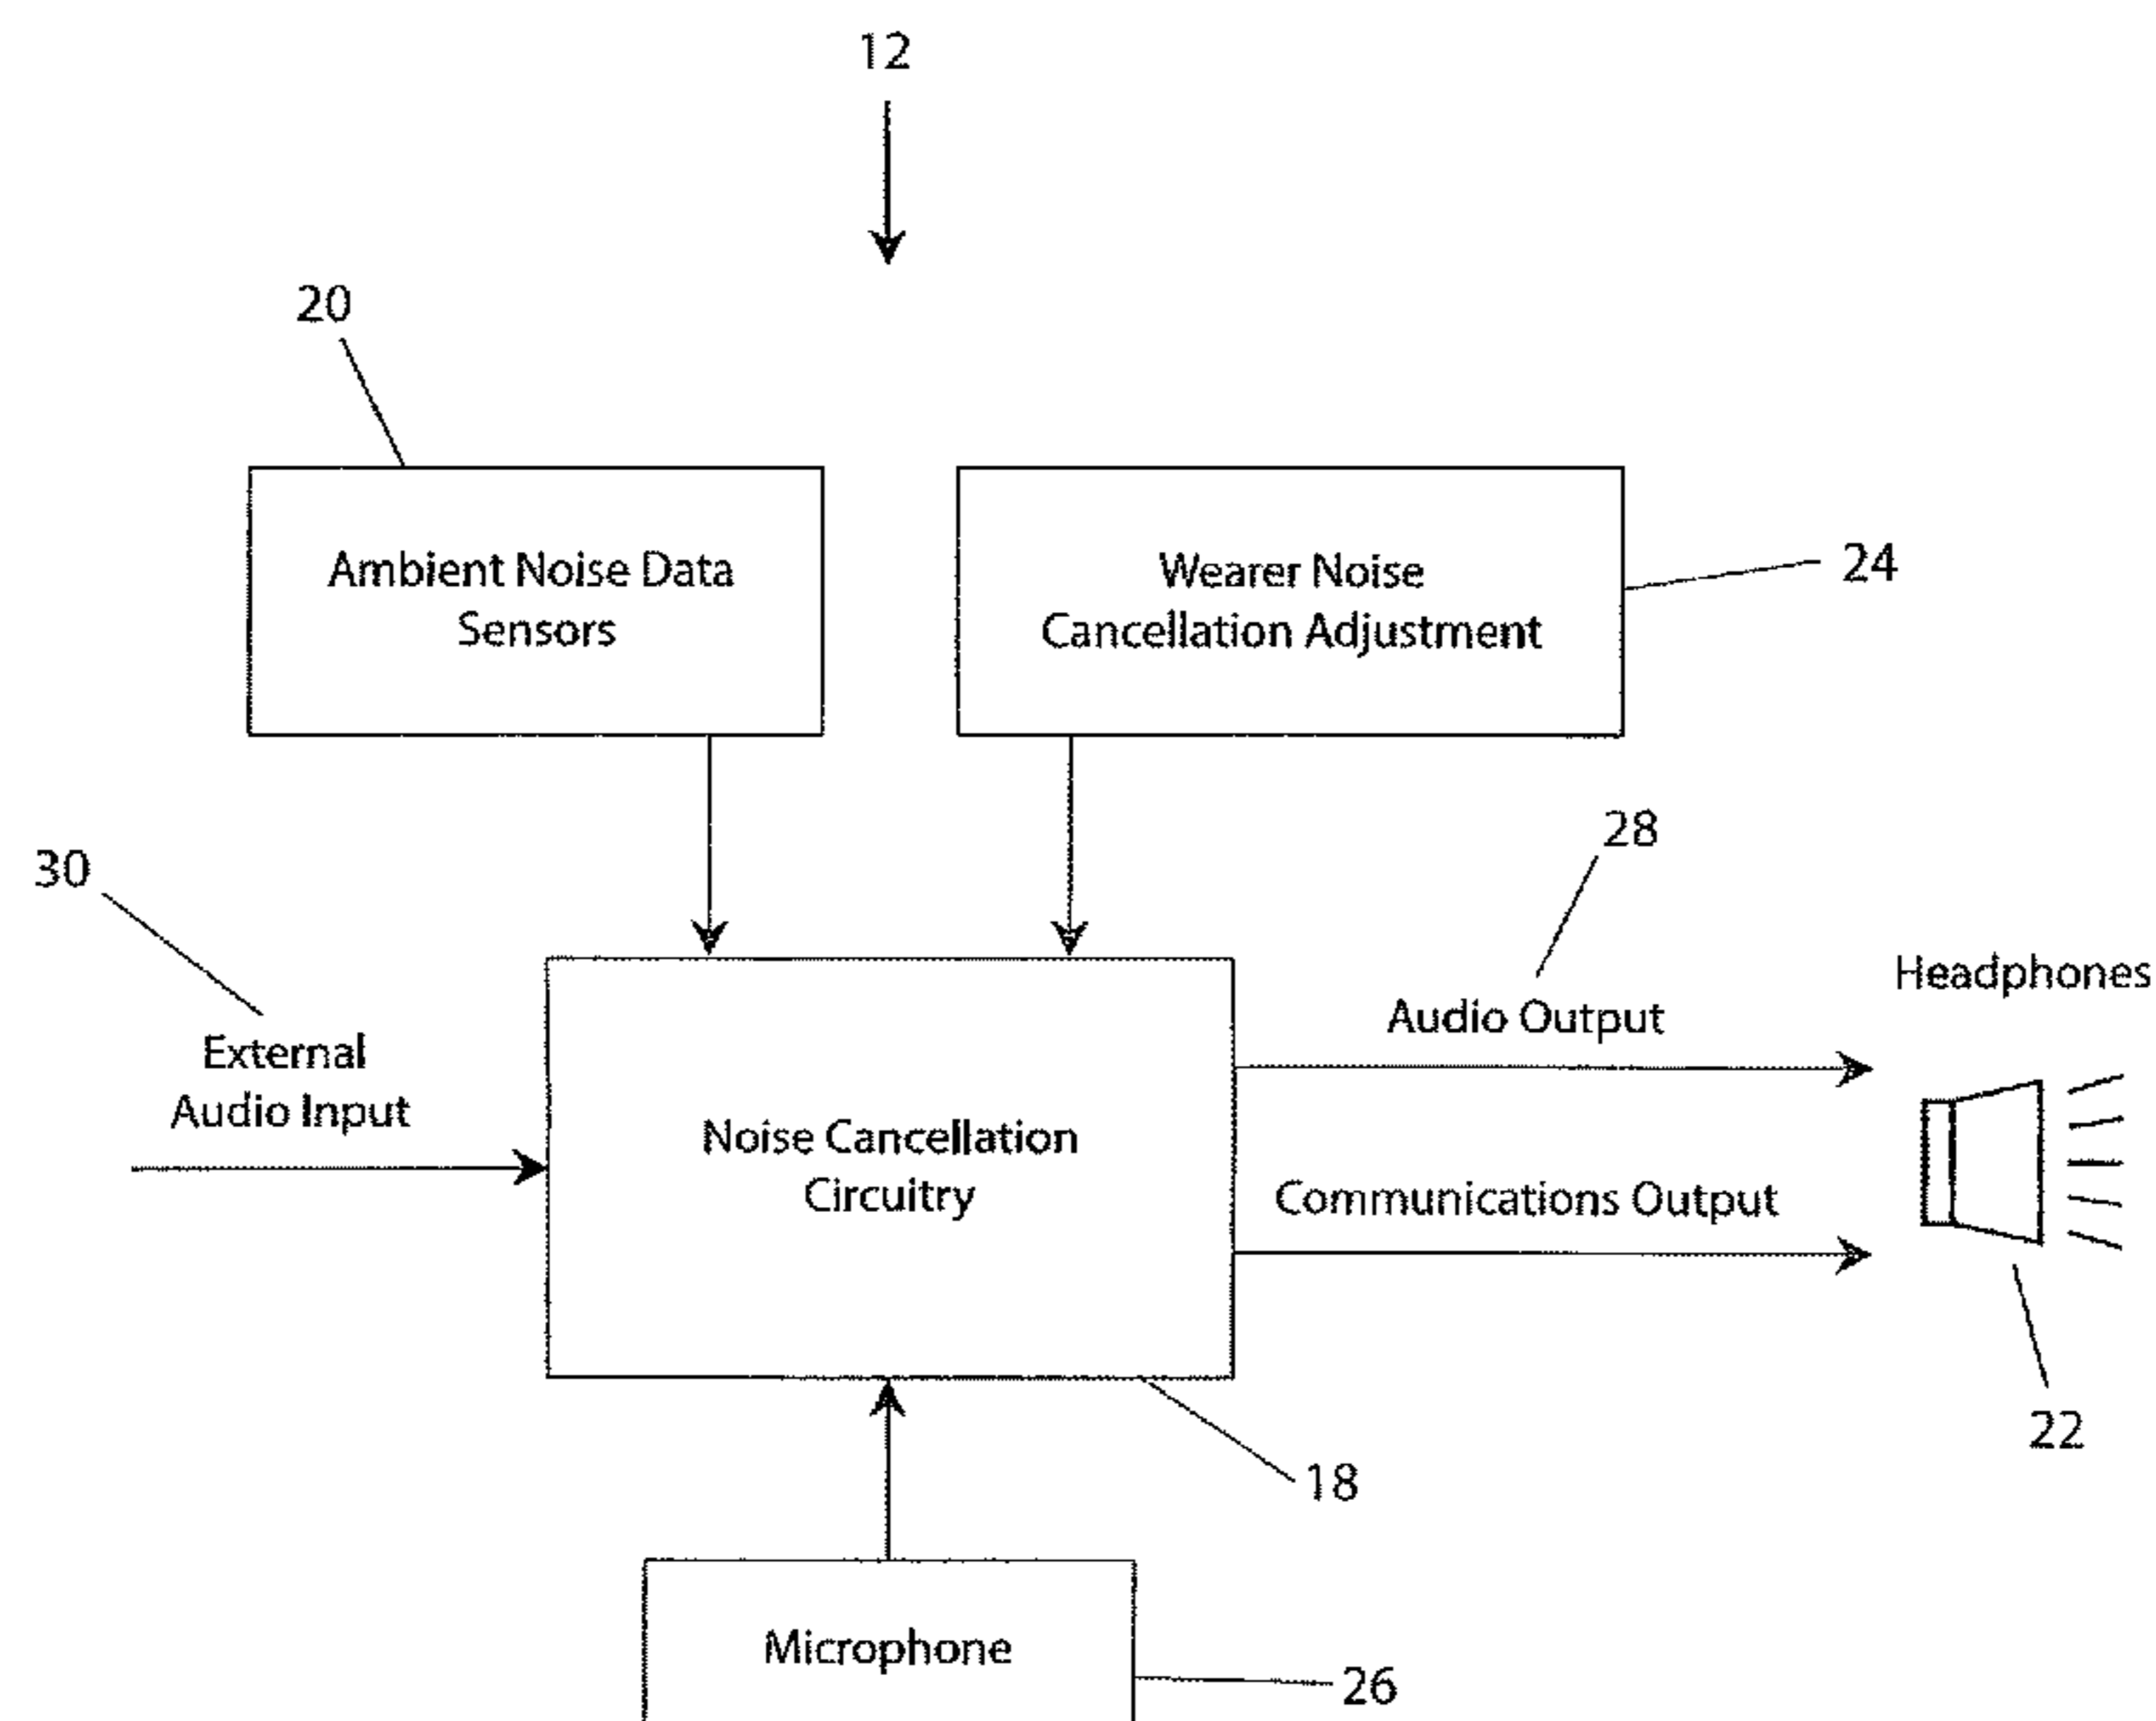 12
20
Ambient Noise Data
Sensors
Wearer Noise
Cancellation Adjustment
24
28
30
Headphones
External
Audio Input
Audio Output
Noise Cancellation
Circuitry
Communications Output
22
18
Microphone
26